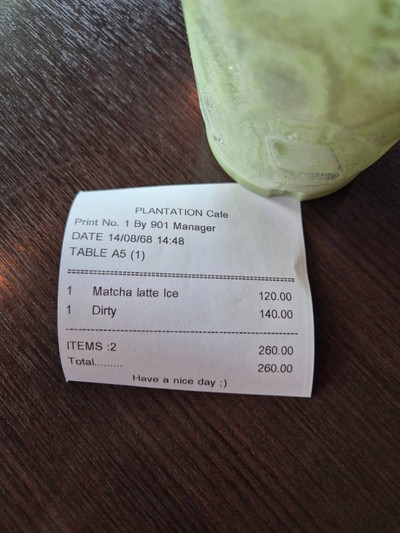 PLANTATION Cafe
Print No. 1 By 901 Manager
DATE 14/08/68 14:48
TABLE A5 (1)
1 Matcha latte Ice 120.00
1 Dirty 140.00
ITEMS :2 260.00
Total......... 260.00
Have a nice day ;)